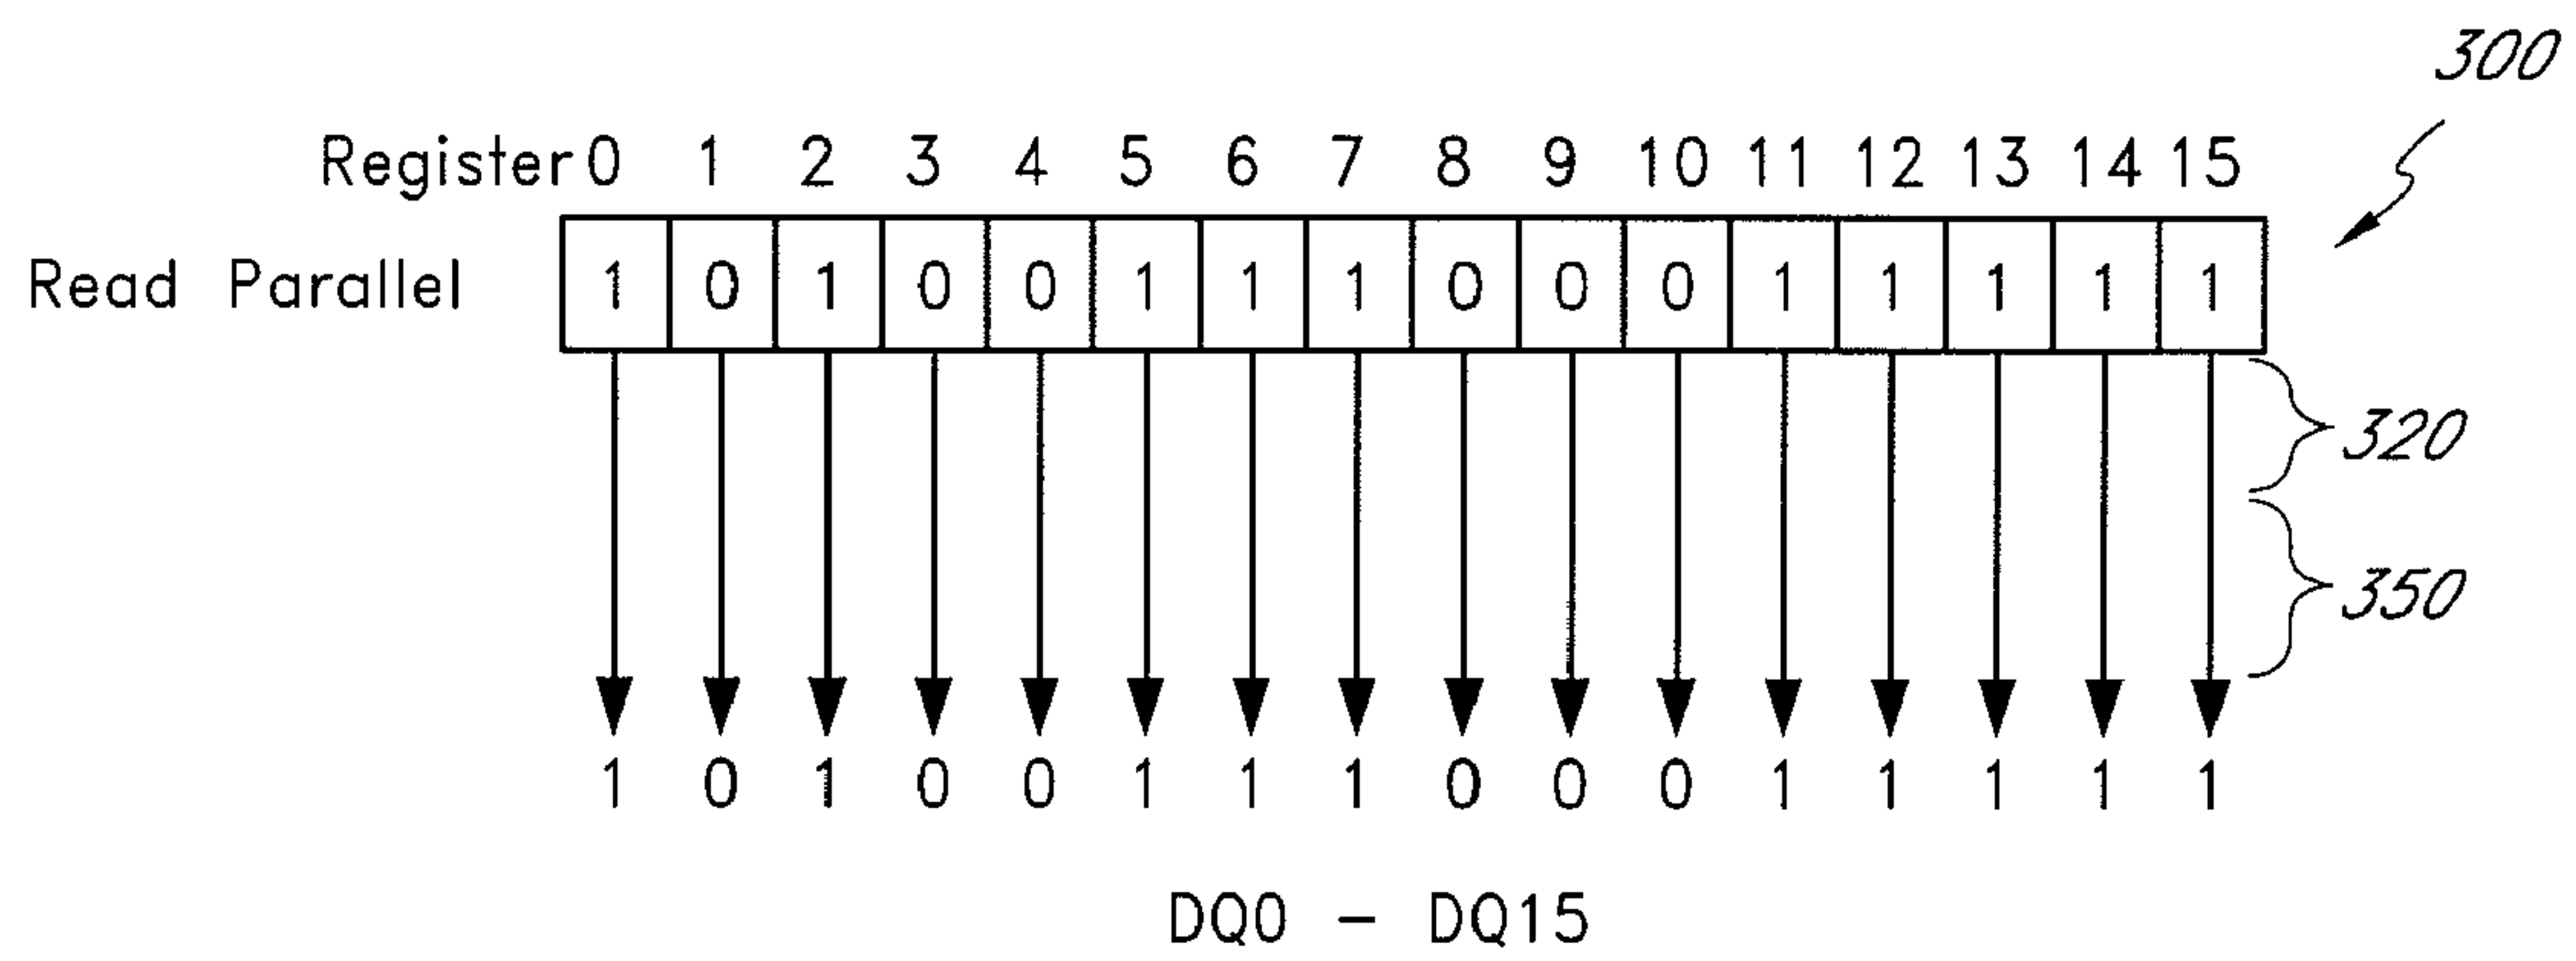 300
Register 0 1 2 3 4 5 6 7 8 9 10 11 12 13 14 15
Read Parallel 1 0 1 0 0 1 1 1 0 0 0 1 1 1 1 1
320
350
1 0 1 0 0 1 1 1 0 0 0 1 1 1 1 1
DQ0 - DQ15